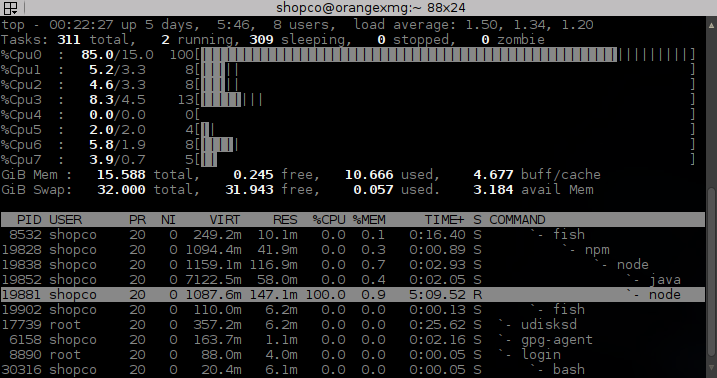 shopco@orangexmg:~ 88x24
top - 00:22:27 up 5 days,  5:46,  8 users,  load average: 1.50, 1.34, 1.20
Tasks: 311 total,   2 running, 309 sleeping,   0 stopped,   0 zombie
%Cpu0  :  85.0/15.0  100[||||||||||||||||||||||||||||||||||||||||||||||||||||||||||||]
%Cpu1  :   5.2/3.3     8[|||||]
%Cpu2  :   4.6/3.3     8[|||||]
%Cpu3  :   8.3/4.5    13[||||||||]
%Cpu4  :   0.0/0.0     0[]
%Cpu5  :   2.0/2.0     4[||]
%Cpu6  :   5.8/1.9     8[|||||]
%Cpu7  :   3.9/0.7     5[||]
GiB Mem :   15.588 total,    0.245 free,   10.666 used,    4.677 buff/cache
GiB Swap:   32.000 total,   31.943 free,    0.057 used.    3.184 avail Mem
PID USER PR NI VIRT RES %CPU %MEM TIME+ S COMMAND
8532 shopco 20 0 249.2m 10.1m 0.0 0.1 0:16.40 S `- fish
19828 shopco 20 0 1094.4m 41.9m 0.0 0.3 0:00.89 S `- npm
19838 shopco 20 0 1159.1m 116.9m 0.0 0.7 0:02.93 S `- node
19852 shopco 20 0 7122.5m 58.0m 0.0 0.4 0:02.05 S `- java
19881 shopco 20 0 1087.6m 147.1m 100.0 0.9 5:09.52 R `- node
19902 shopco 20 0 110.0m 6.2m 0.0 0.0 0:00.13 S `- fish
17739 root 20 0 357.2m 6.2m 0.0 0.0 0:25.62 S `- udisksd
6158 shopco 20 0 163.7m 1.1m 0.0 0.0 0:02.16 S `- gpg-agent
8890 root 20 0 88.0m 4.0m 0.0 0.0 0:00.05 S `- login
30316 shopco 20 0 20.4m 6.1m 0.0 0.0 0:00.05 S `- bash